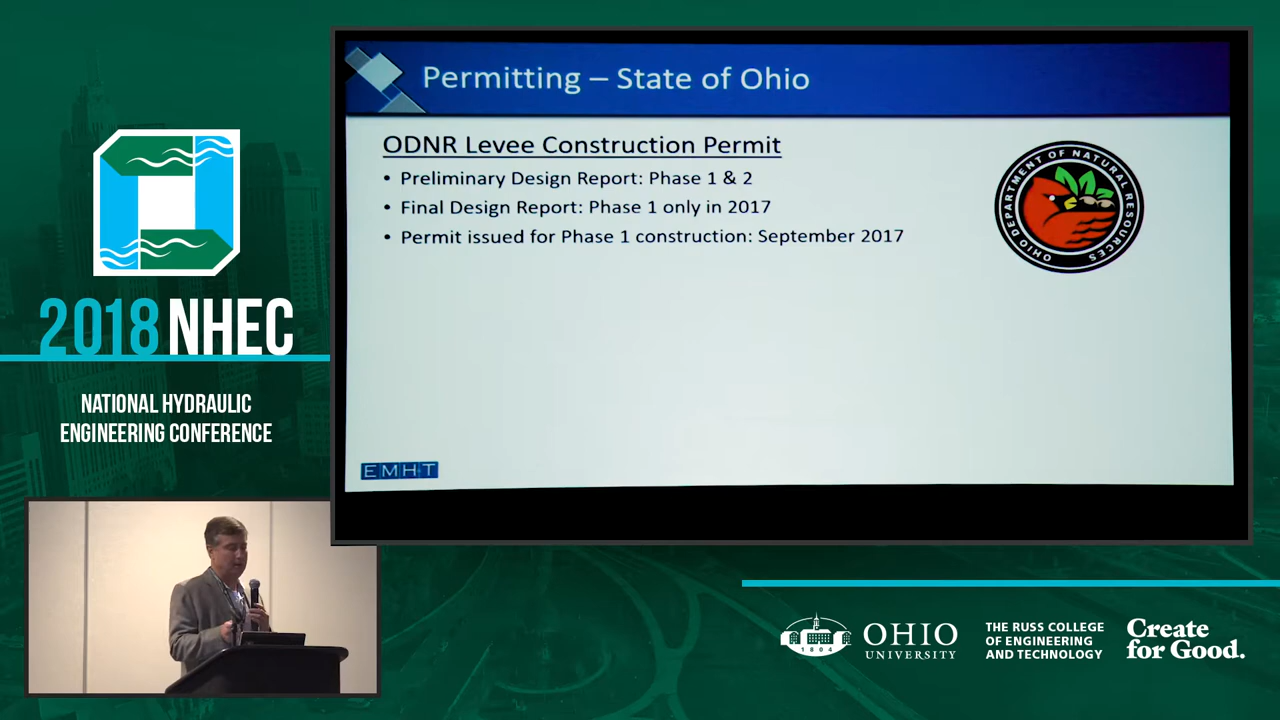 Permitting – State of Ohio
ODNR Levee Construction Permit
• Preliminary Design Report: Phase 1 & 2
• Final Design Report: Phase 1 only in 2017
• Permit issued for Phase 1 construction: September 2017
OHIO DEPARTMENT OF NATURAL RESOURCES
EMH+T
2018 NHEC
NATIONAL HYDRAULIC
ENGINEERING CONFERENCE
1804
OHIO
UNIVERSITY
THE RUSS COLLEGE
OF ENGINEERING
AND TECHNOLOGY
Create
for Good.